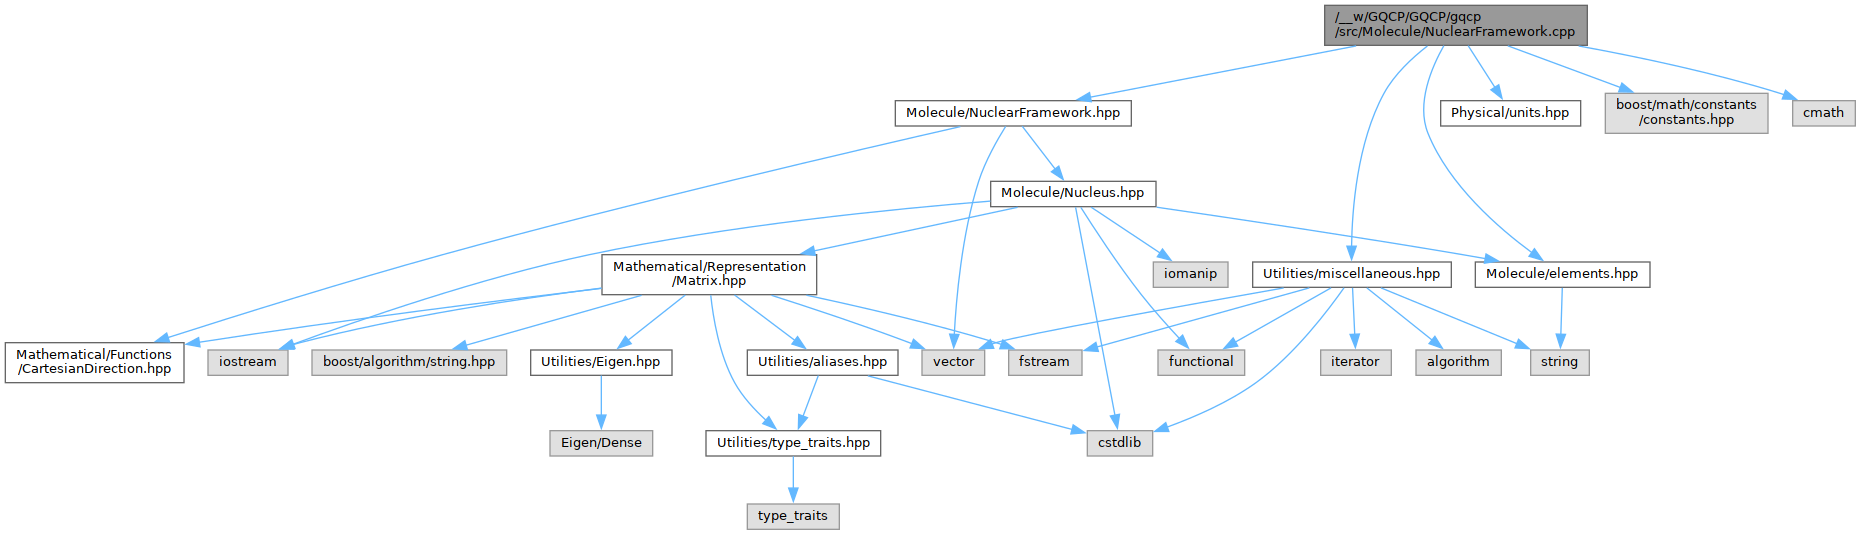 /__w/GQCP/GQCP/gqcp
/src/Molecule/NuclearFramework.cpp
Molecule/NuclearFramework.hpp
Physical/units.hpp
boost/math/constants
/constants.hpp
cmath
Molecule/Nucleus.hpp
Mathematical/Representation
/Matrix.hpp
iomanip
Utilities/miscellaneous.hpp
Molecule/elements.hpp
Mathematical/Functions
/CartesianDirection.hpp
iostream
boost/algorithm/string.hpp
Utilities/Eigen.hpp
Utilities/aliases.hpp
vector
fstream
functional
iterator
algorithm
string
Eigen/Dense
Utilities/type_traits.hpp
cstdlib
type_traits